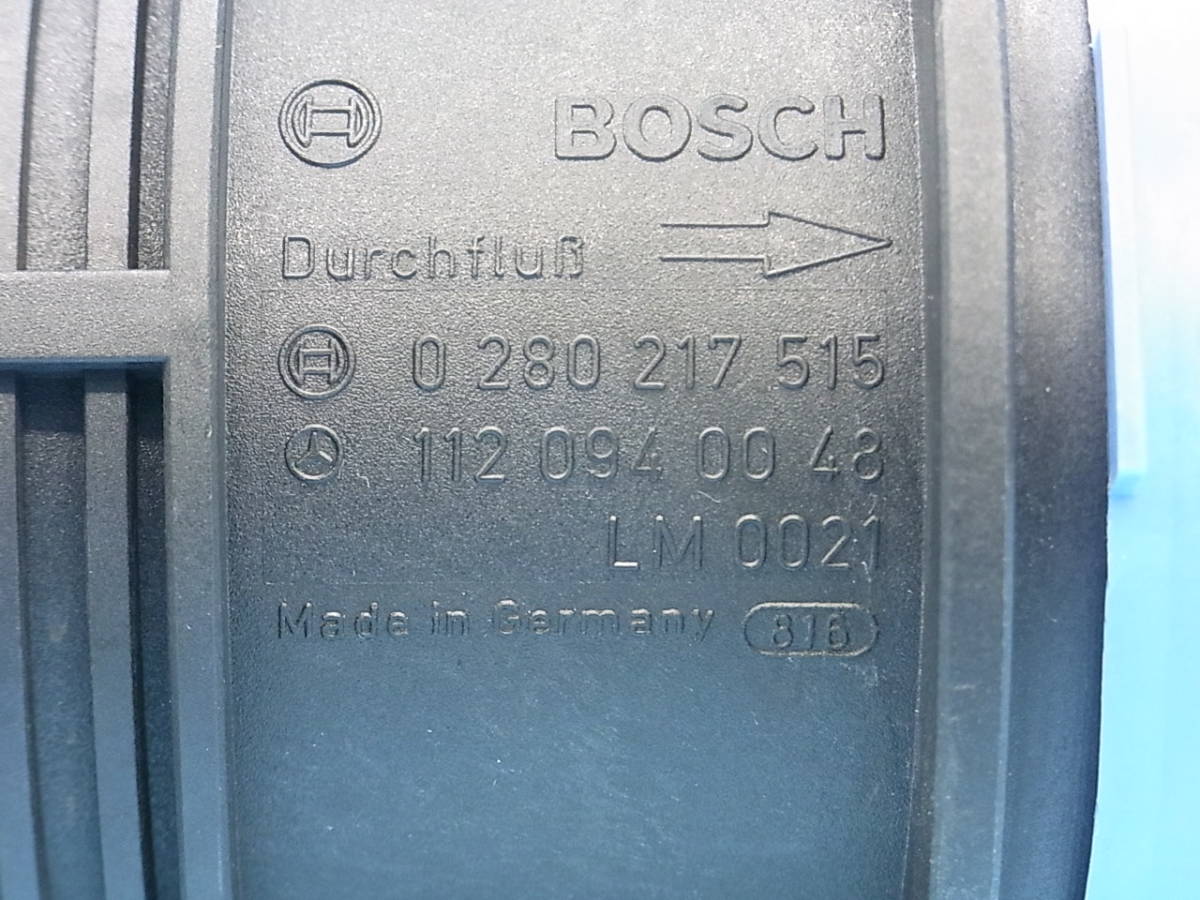 BOSCH
Durchfluß
0 280 217 515
112 094 00 48
LM 0021
Made in Germany 816